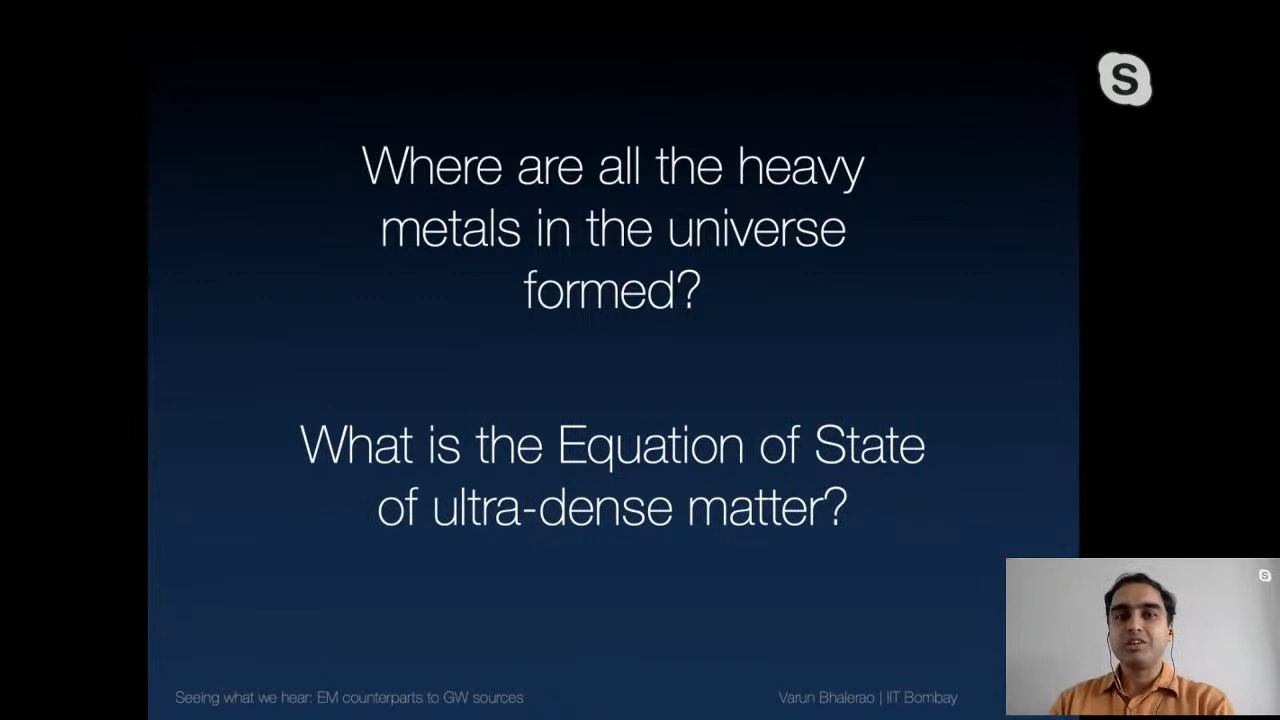 Where are all the heavy
metals in the universe
formed?
What is the Equation of State
of ultra-dense matter?
Seeing what we hear: EM counterparts to GW sources
Varun Bhalerao | IIT Bombay